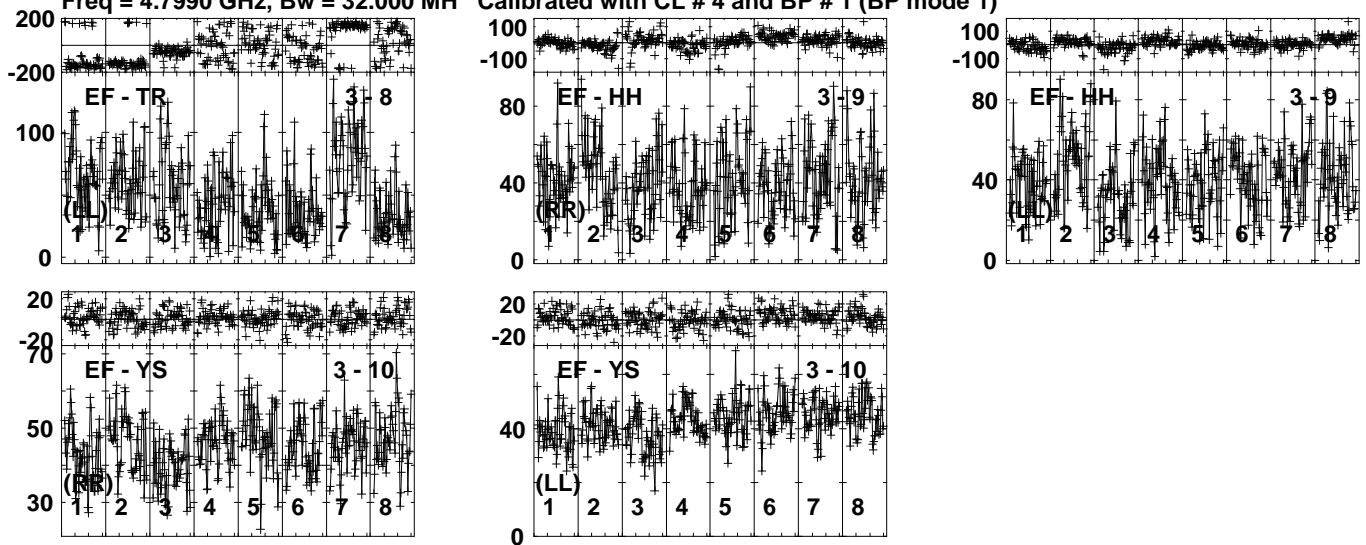 Freq = 4.7990 GHz, Bw = 32.000 MH Calibrated with CL # 4 and BP # 1 (BP mode 1)
200
-200
EF - TR 3 - 8
100
(LL)
1 2 3 4 5 6 7 8
0
100
-100
EF - HH 3 - 9
80
40
(RR)
1 2 3 4 5 6 7 8
0
100
-100
EF - HH 3 - 9
80
40
(LL)
1 2 3 4 5 6 7 8
0
20
-20
70
EF - YS 3 - 10
50
(RR)
30
1 2 3 4 5 6 7 8
20
-20
EF - YS 3 - 10
40
(LL)
1 2 3 4 5 6 7 8
0